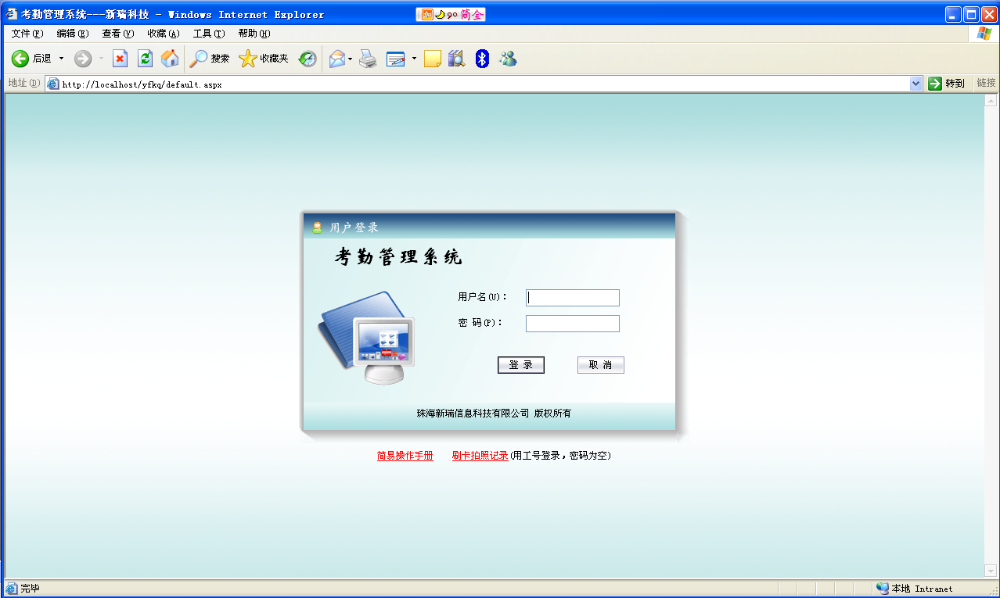 考勤管理系统---新瑞科技 - Windows Internet Explorer
简全
文件(F) 编辑(E) 查看(V) 收藏(A) 工具(T) 帮助(H)
后退 搜索 收藏夹
地址(D) http://localhost/yfkq/default.aspx 转到 链接
用户登录
考勤管理系统
用户名(U)：
密 码(P)：
登 录 取 消
珠海新瑞信息科技有限公司 版权所有
简易操作手册 刷卡拍照记录(用工号登录，密码为空)
完毕 本地 Intranet